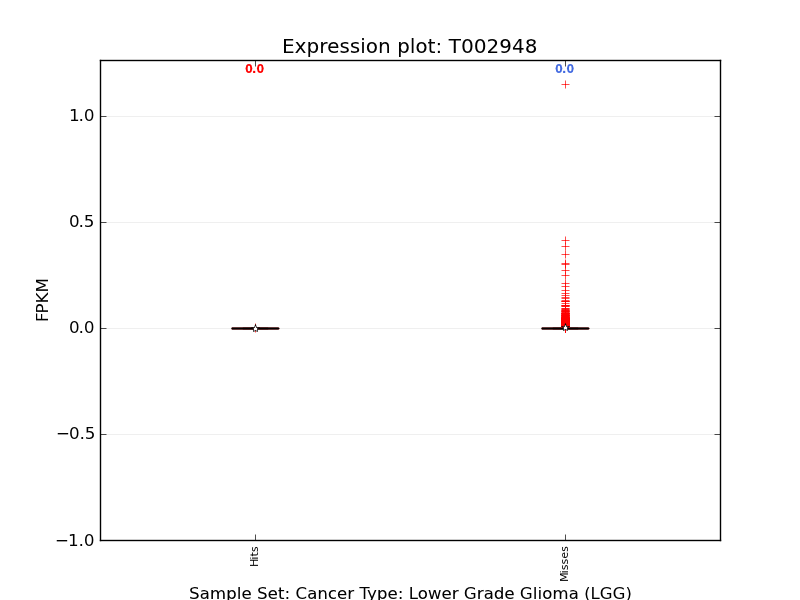 Expression plot: T002948
0.0 0.0
1.0
0.5
0.0
−0.5
−1.0
FPKM
Hits Misses
Sample Set: Cancer Type: Lower Grade Glioma (LGG)